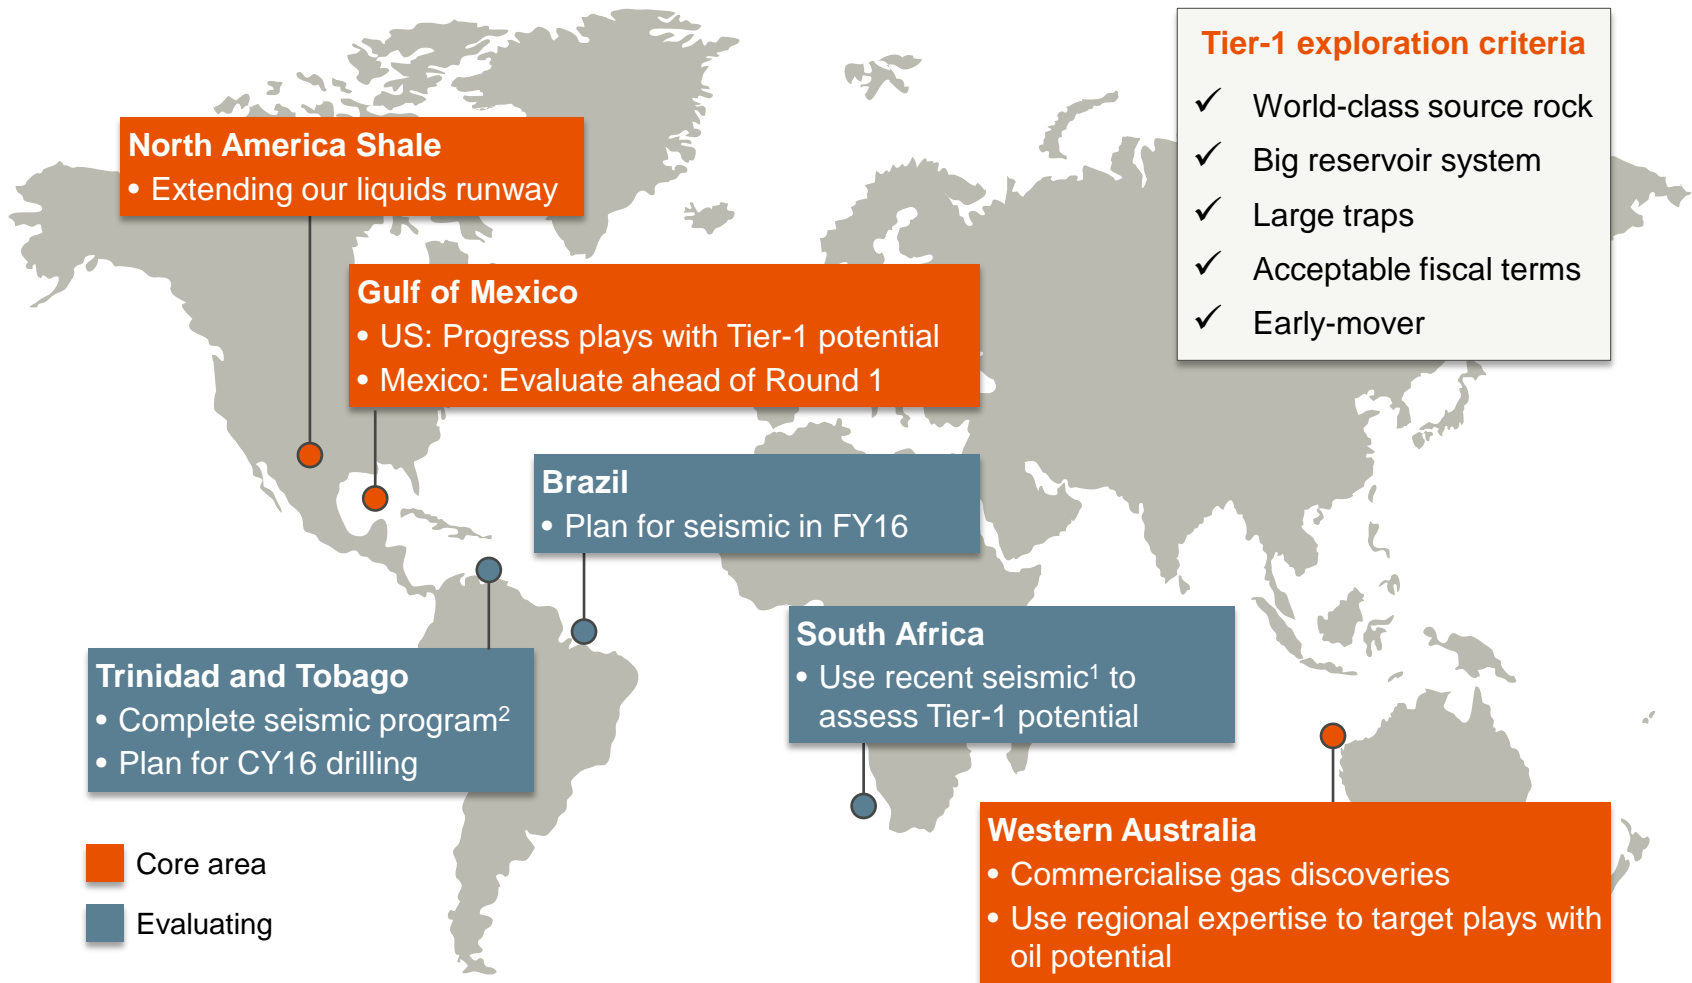 Tier-1 exploration criteria
✓ World-class source rock
✓ Big reservoir system
✓ Large traps
✓ Acceptable fiscal terms
✓ Early-mover
North America Shale
• Extending our liquids runway
Gulf of Mexico
• US: Progress plays with Tier-1 potential
• Mexico: Evaluate ahead of Round 1
Brazil
• Plan for seismic in FY16
South Africa
• Use recent seismic¹ to
assess Tier-1 potential
Trinidad and Tobago
• Complete seismic program²
• Plan for CY16 drilling
Western Australia
• Commercialise gas discoveries
• Use regional expertise to target plays with
oil potential
Core area
Evaluating